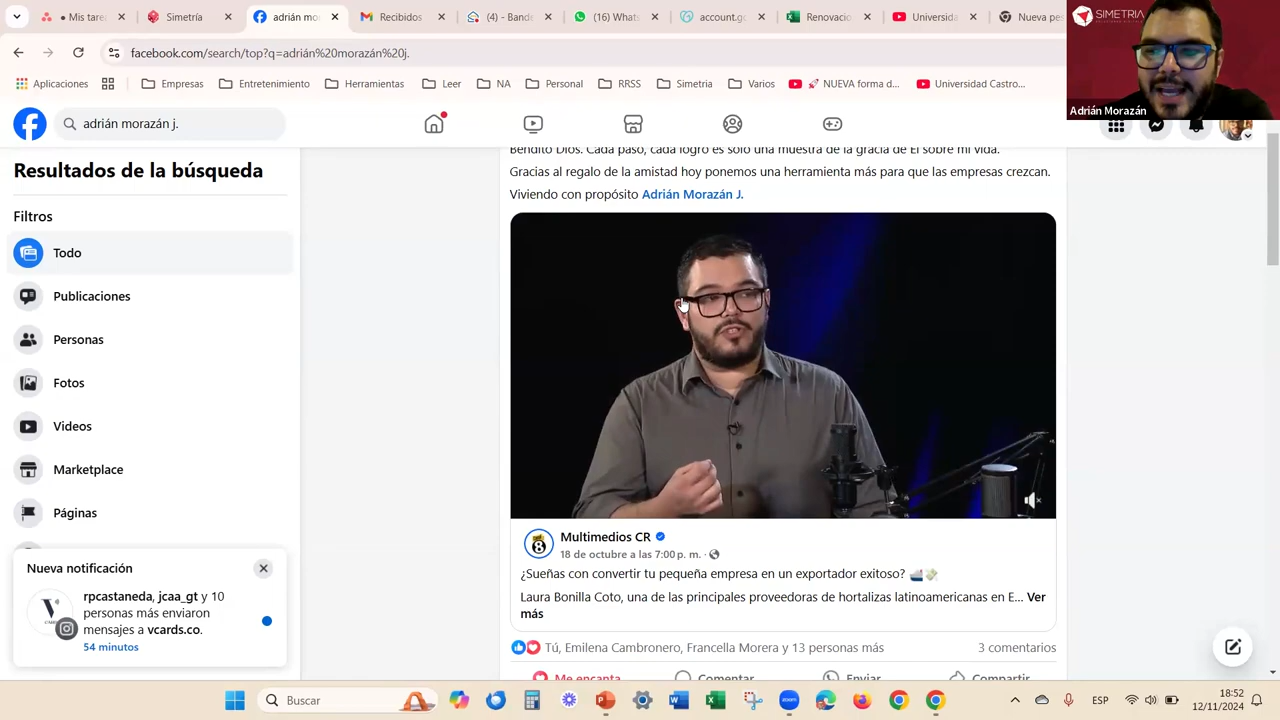 Mis tare
Simetría
adrián mor
Recibidos
(4) - Bande
(16) Whats
account.gc
Renovacio
Universida
Nueva pes
facebook.com/search/top?q=adrián%20morazán%20j.
SIMETRIA
Adrián Morazán
Aplicaciones
Empresas
Entretenimiento
Herramientas
Leer
NA
Personal
RRSS
Simetria
Varios
🚀 NUEVA forma d...
Universidad Castro...
adrián morazán j.
Resultados de la búsqueda
Filtros
Todo
Publicaciones
Personas
Fotos
Videos
Marketplace
Páginas
Nueva notificación
rpcastaneda, jcaa_gt y 10
personas más enviaron
mensajes a vcards.co.
54 minutos
Bendito Dios. Cada paso, cada logro es solo una muestra de la gracia de El sobre mi vida.
Gracias al regalo de la amistad hoy ponemos una herramienta más para que las empresas crezcan.
Viviendo con propósito Adrián Morazán J.
Multimedios CR
18 de octubre a las 7:00 p. m. ·
¿Sueñas con convertir tu pequeña empresa en un exportador exitoso? 🚢💸
Laura Bonilla Coto, una de las principales proveedoras de hortalizas latinoamericanas en E... Ver
más
Tú, Emilena Cambronero, Francella Morera y 13 personas más
3 comentarios
Me encanta
Comentar
Enviar
Compartir
Buscar
ESP
18:52
12/11/2024